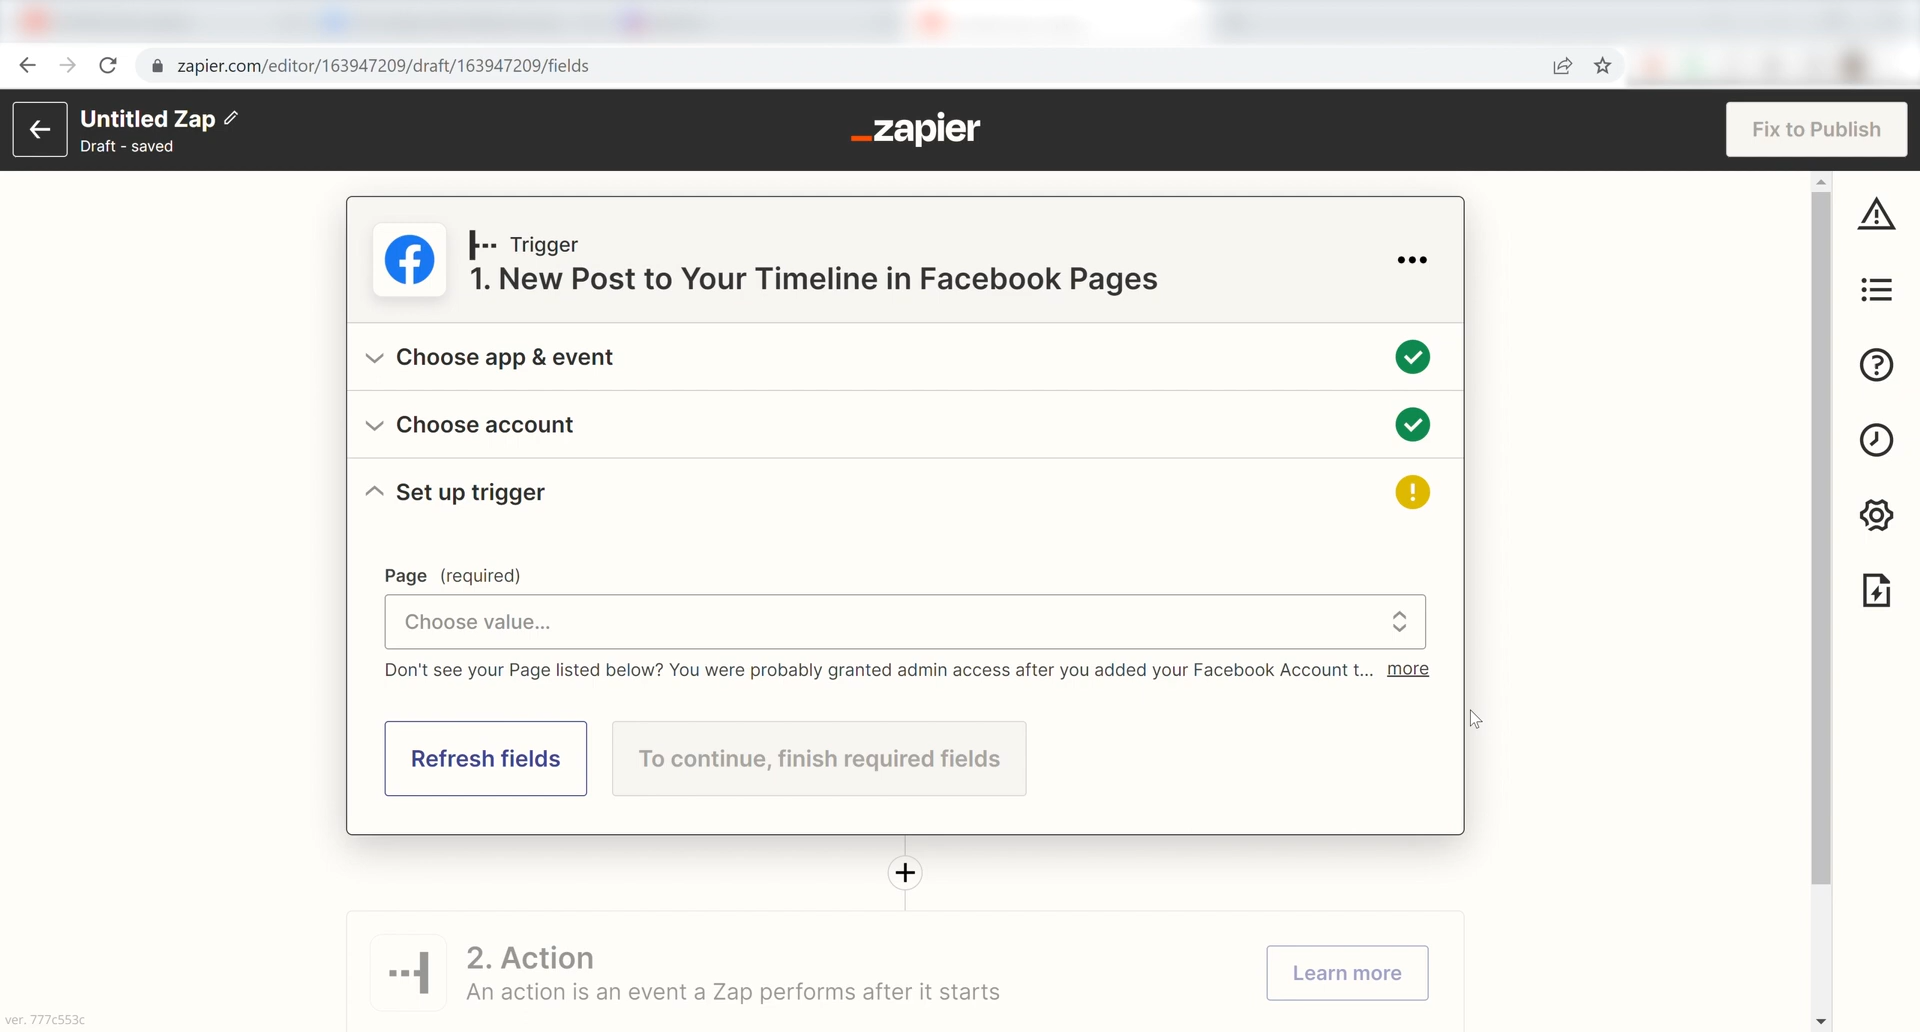 zapier.com/editor/163947209/draft/163947209/fields
Untitled Zap
Draft - saved
_zapier
Fix to Publish
Trigger
1. New Post to Your Timeline in Facebook Pages
Choose app & event
Choose account
Set up trigger
Page (required)
Choose value...
Don't see your Page listed below? You were probably granted admin access after you added your Facebook Account t... more
Refresh fields
To continue, finish required fields
2. Action
An action is an event a Zap performs after it starts
Learn more
ver. 777c553c